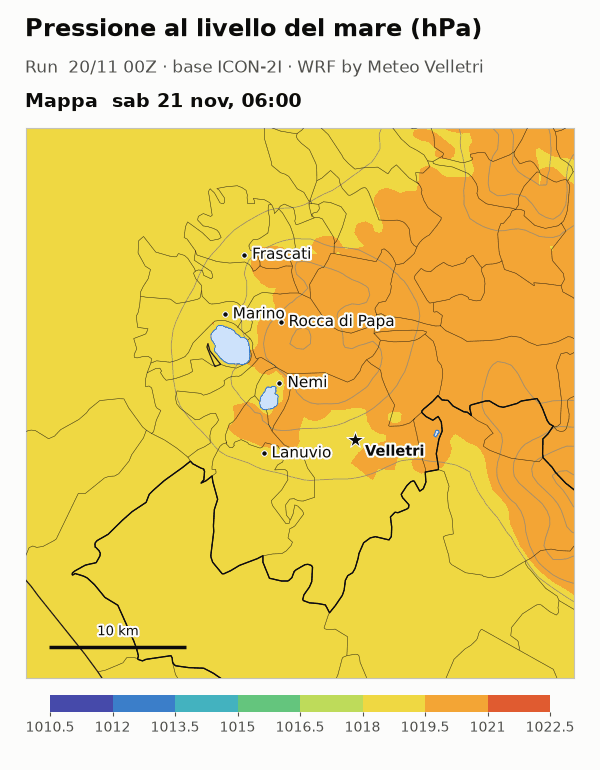 Pressione al livello del mare (hPa)
Run  20/11 00Z · base ICON-2I · WRF by Meteo Velletri
Mappa  sab 21 nov, 06:00
Frascati
Marino
Rocca di Papa
Nemi
Velletri
Lanuvio
10 km
1010.5 1012 1013.5 1015 1016.5 1018 1019.5 1021 1022.5